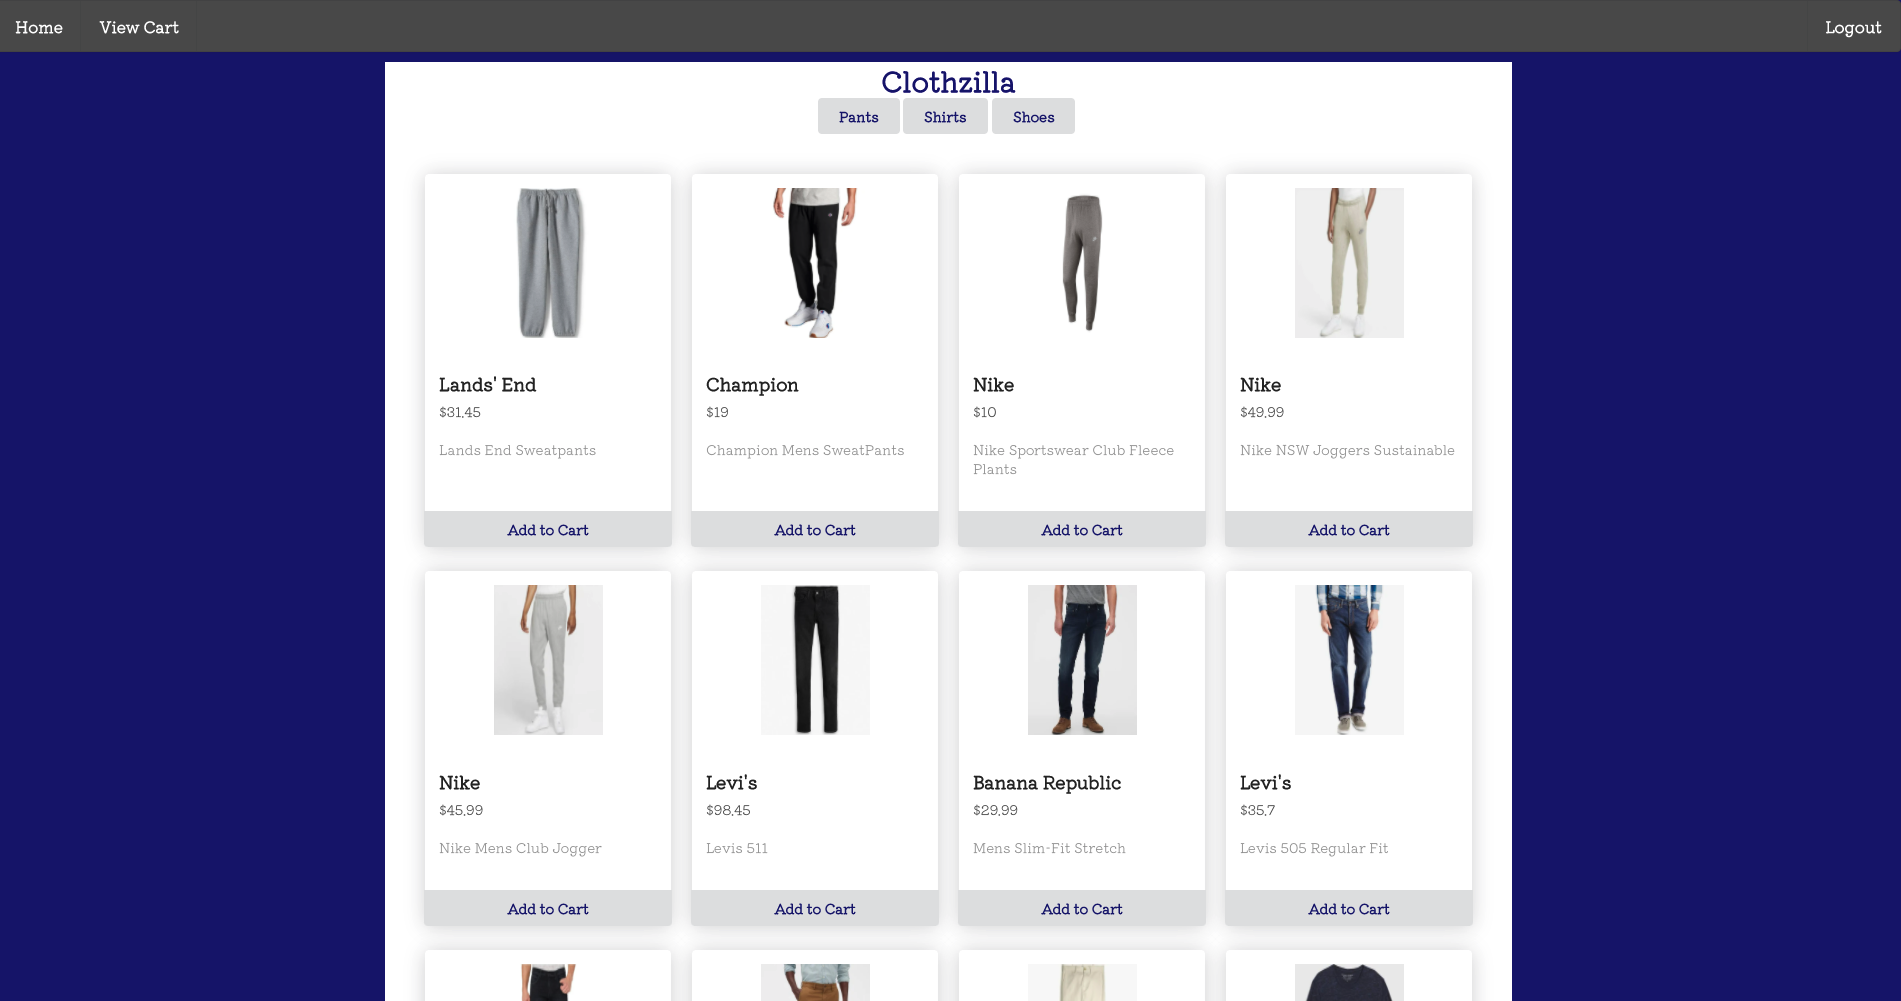 Home View Cart Logout
Clothzilla
Pants Shirts Shoes
Lands' End
$31.45
Lands End Sweatpants
Add to Cart
Champion
$19
Champion Mens SweatPants
Add to Cart
Nike
$10
Nike Sportswear Club Fleece
Plants
Add to Cart
Nike
$49.99
Nike NSW Joggers Sustainable
Add to Cart
Nike
$45.99
Nike Mens Club Jogger
Add to Cart
Levi's
$98.45
Levis 511
Add to Cart
Banana Republic
$29.99
Mens Slim-Fit Stretch
Add to Cart
Levi's
$35.7
Levis 505 Regular Fit
Add to Cart